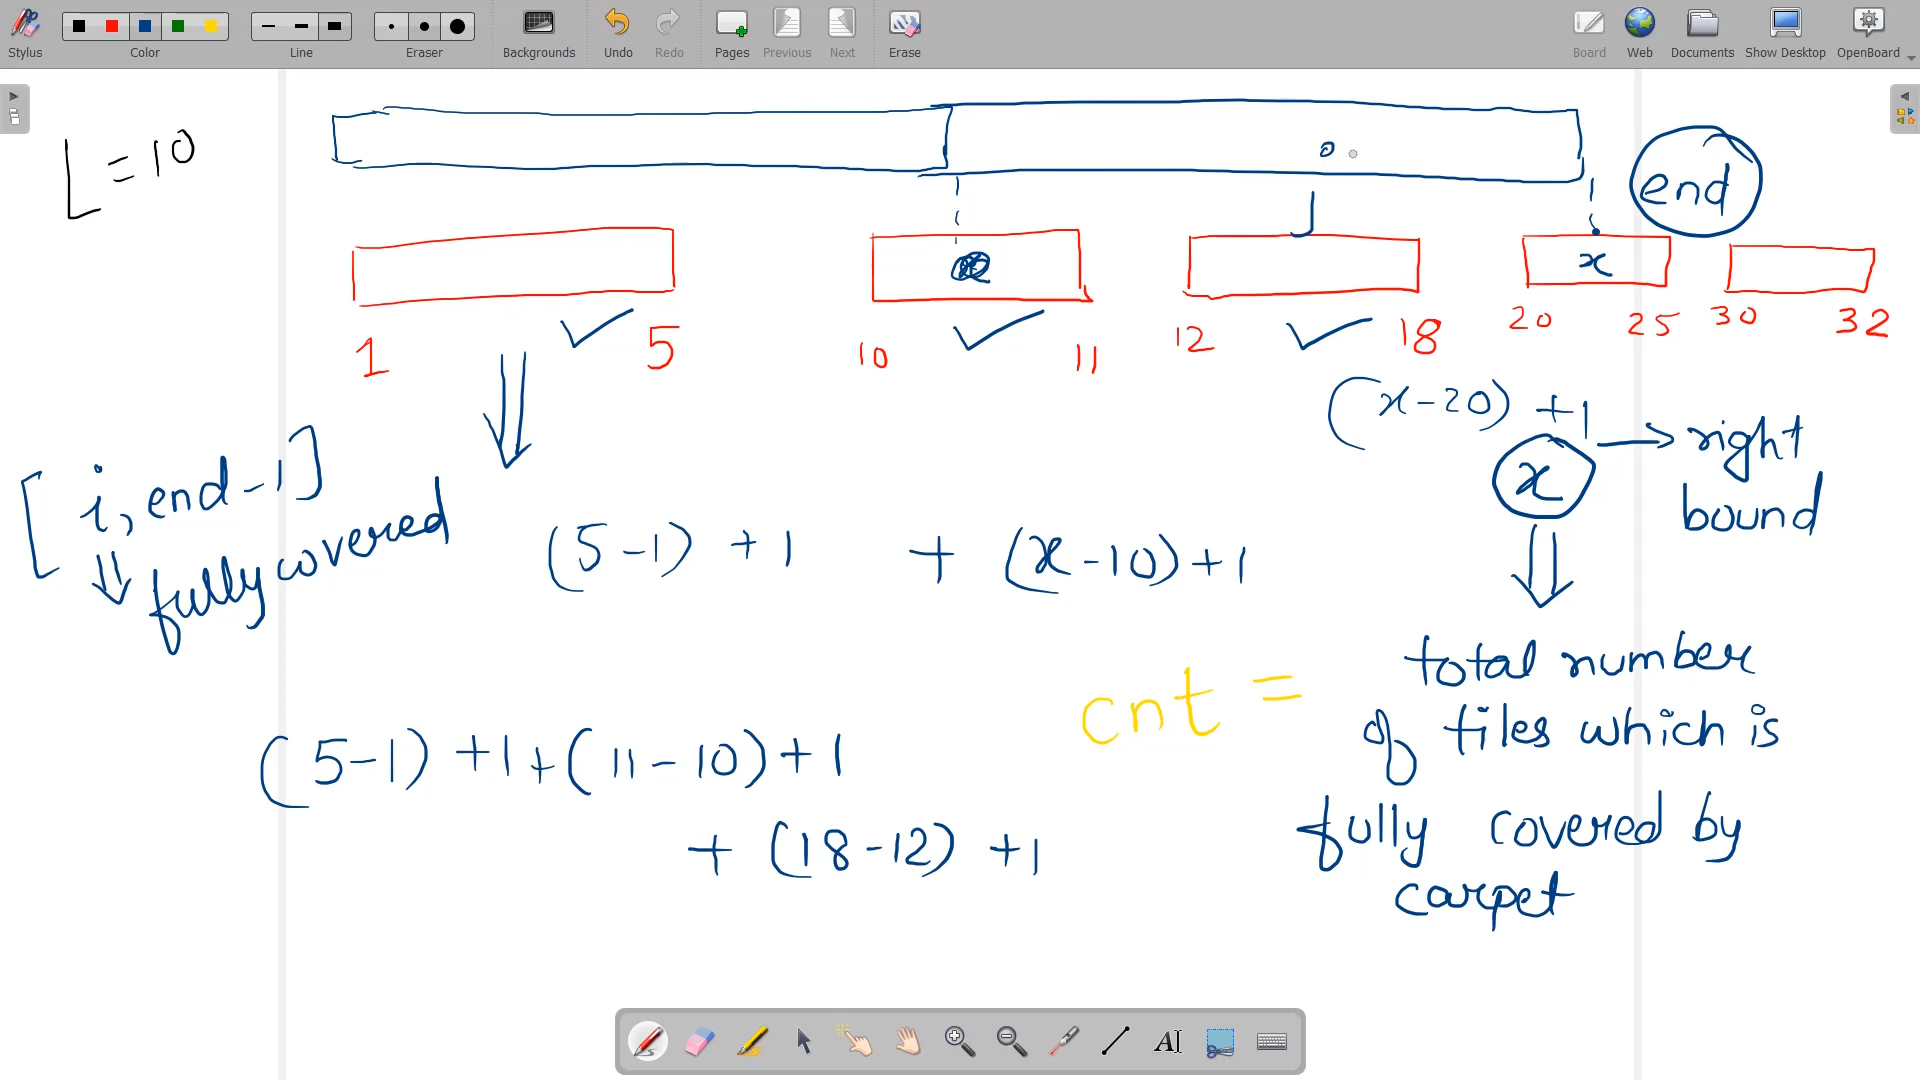 Stylus Color Line Eraser Backgrounds Undo Redo Pages Previous Next Erase Board Web Documents Show Desktop OpenBoard
L = 10
end
x
1 5 10 11 12 18 20 25 30 32
(x-20) +1
x → right
bound
[i, end-1]
fully covered
(5-1) +1 + (x-10)+1
total number
of tiles which is
fully covered by
carpet
cnt =
(5-1) +1+(11-10)+1
+ (18-12) +1